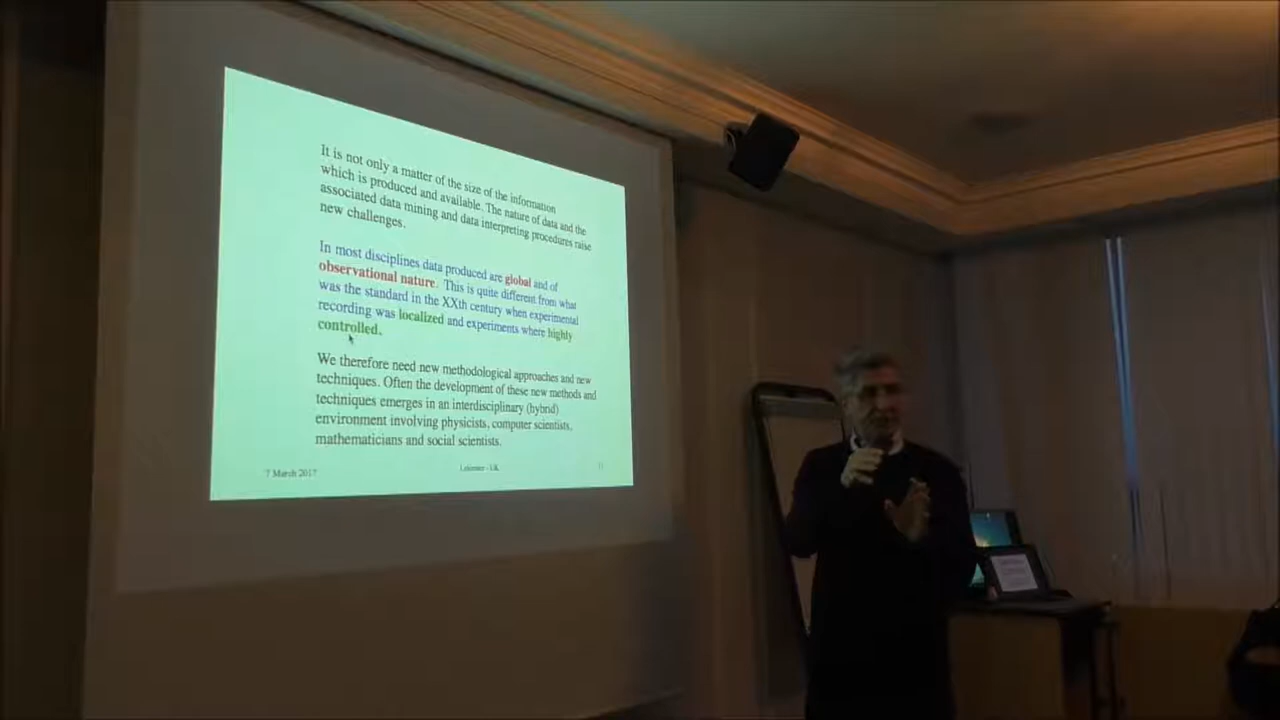 It is not only a matter of the size of the information
which is produced and available. The nature of data and the
associated data mining and data interpreting procedures raise
new challenges.
In most disciplines data produced are global and of
observational nature. This is quite different from what
was the standard in the XXth century when experimental
recording was localized and experiments where highly
controlled.
We therefore need new methodological approaches and new
techniques. Often the development of these new methods and
techniques emerges in an interdisciplinary (hybrid)
environment involving physicists, computer scientists,
mathematicians and social scientists.
7 March 2017
- UK